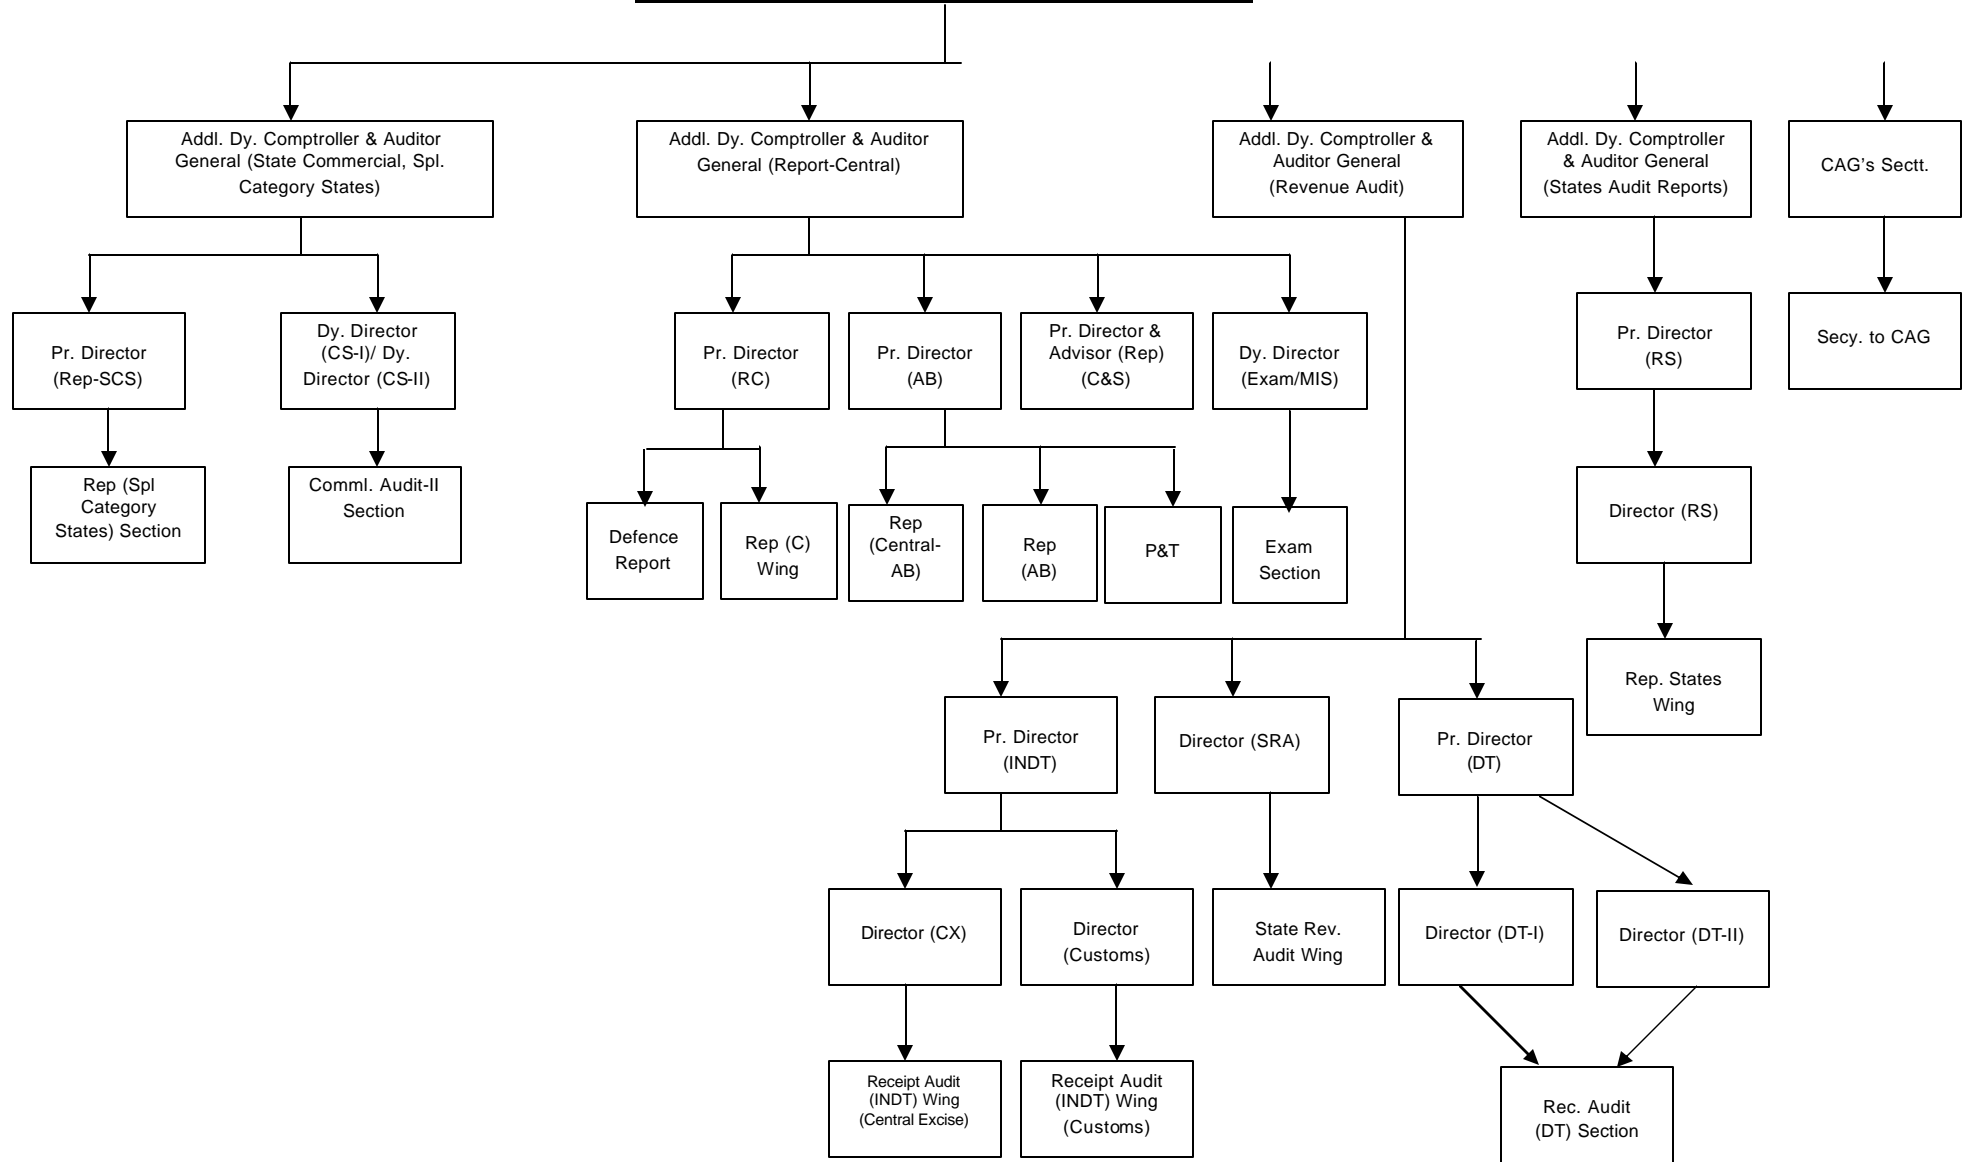 Addl. Dy. Comptroller & Auditor
General (State Commercial, Spl.
Category States)
Addl. Dy. Comptroller & Auditor
General (Report-Central)
Addl. Dy. Comptroller &
Auditor General
(Revenue Audit)
Addl. Dy. Comptroller
& Auditor General
(States Audit Reports)
CAG’s Sectt.
Pr. Director
(Rep-SCS)
Dy. Director
(CS-I)/ Dy.
Director (CS-II)
Pr. Director
(RC)
Pr. Director
(AB)
Pr. Director &
Advisor (Rep)
(C&S)
Dy. Director
(Exam/MIS)
Pr. Director
(RS)
Secy. to CAG
Rep (Spl
Category
States) Section
Comml. Audit-II
Section
Defence
Report
Rep (C)
Wing
Rep
(Central-
AB)
Rep
(AB)
P&T
Exam
Section
Director (RS)
Rep. States
Wing
Pr. Director
(INDT)
Director (SRA)
Pr. Director
(DT)
Director (CX)
Director
(Customs)
State Rev.
Audit Wing
Director (DT-I)
Director (DT-II)
Receipt Audit
(INDT) Wing
(Central Excise)
Receipt Audit
(INDT) Wing
(Customs)
Rec. Audit
(DT) Section